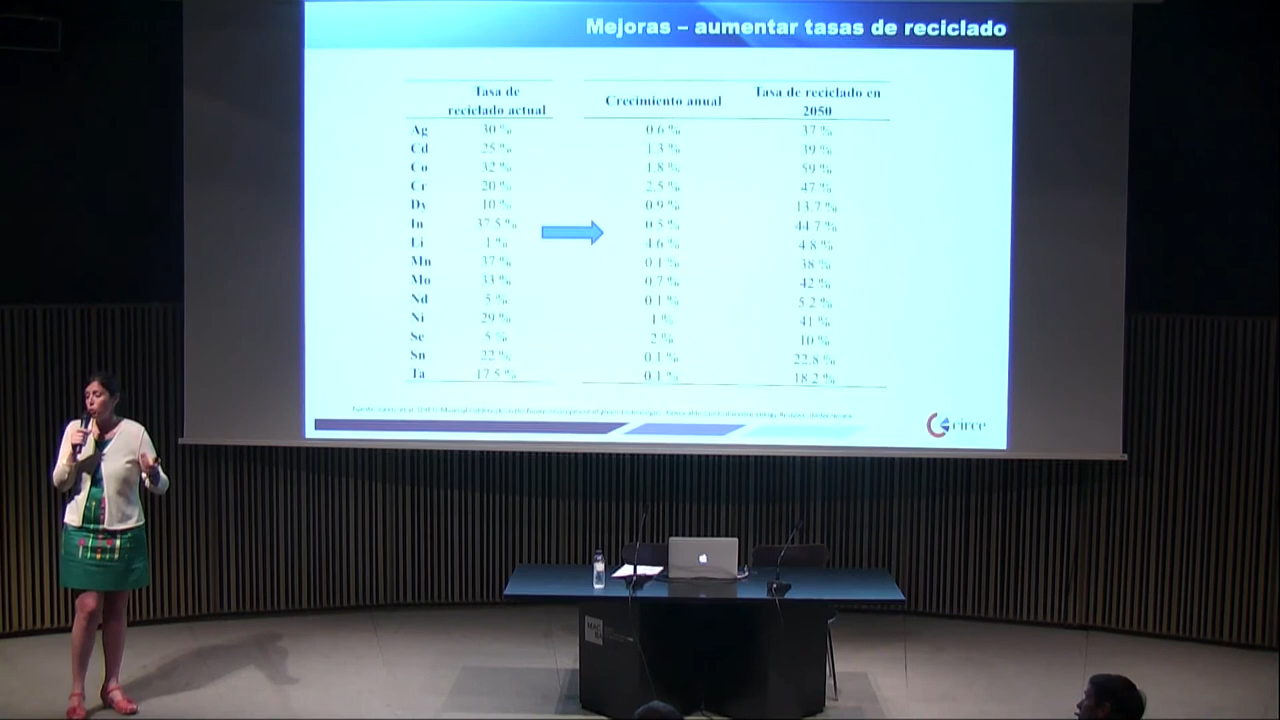 Mejoras – aumentar tasas de reciclado
Tasa de
reciclado actual
Crecimiento anual
Tasa de reciclado en
2050
Ag 30 % 0.6 % 37 %
Cd 25 % 1.3 % 39 %
Co 32 % 1.8 % 59 %
Cr 20 % 2.5 % 47 %
Dy 10 % 0.9 % 13.7 %
In 37.5 % 0.5 % 44.7 %
Li 1 % 4.6 % 4.8 %
Mn 37 % 0.1 % 38 %
Mo 33 % 0.7 % 42 %
Nd 5 % 0.1 % 5.2 %
Ni 29 % 1 % 41 %
Se 5 % 2 % 10 %
Sn 22 % 0.1 % 22.8 %
Ta 17.5 % 0.1 % 18.2 %
circe
MAC
BA